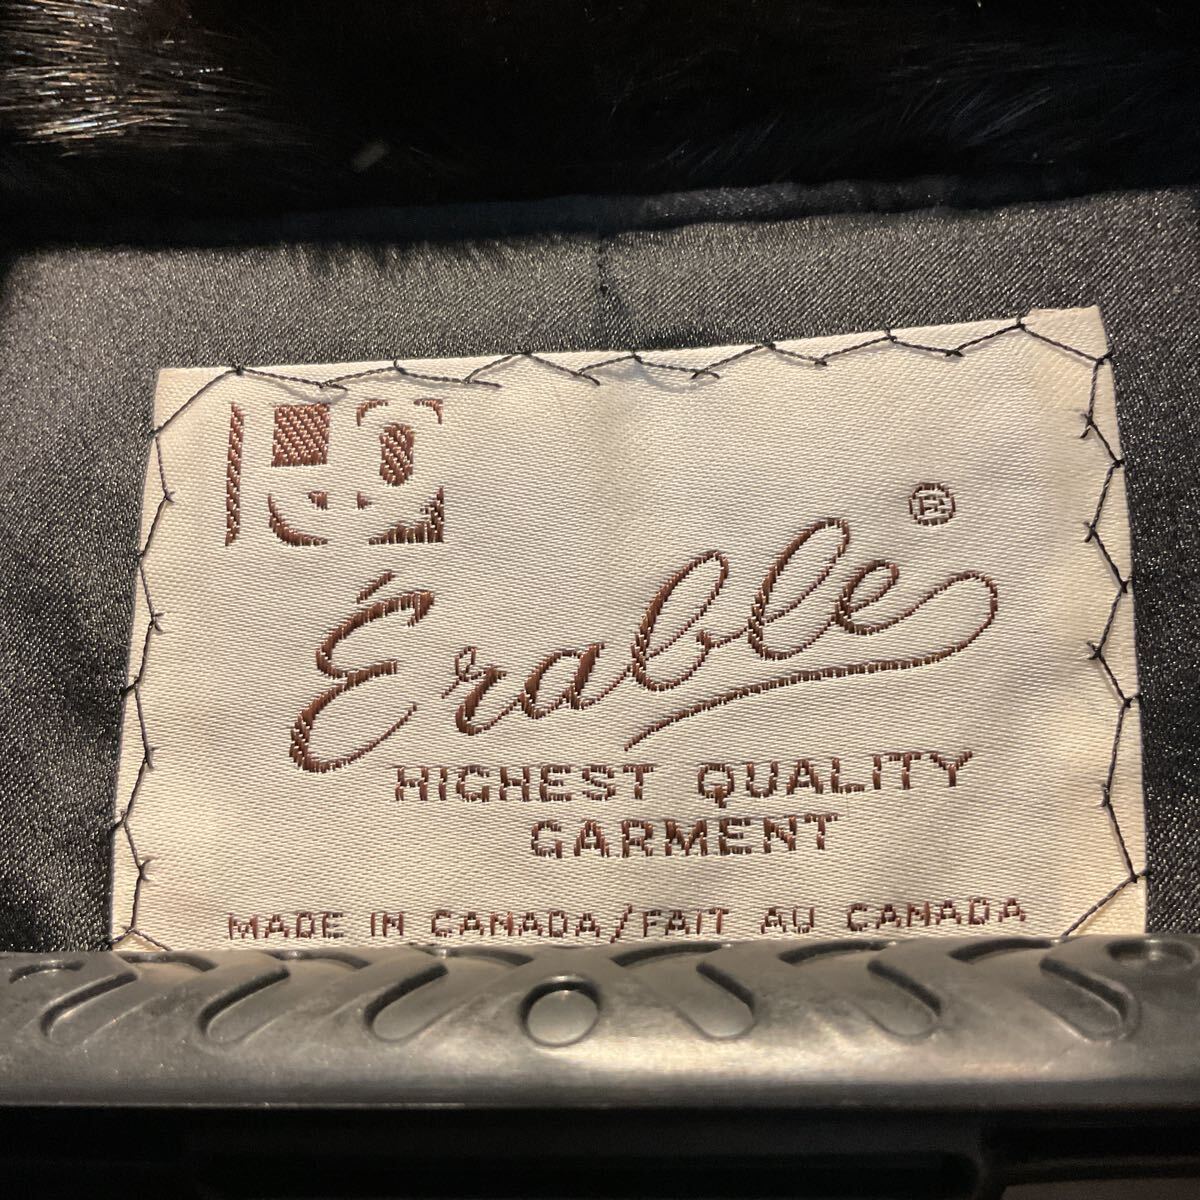 Érable ®
HIGHEST QUALITY
GARMENT
MADE IN CANADA/FAIT AU CANADA